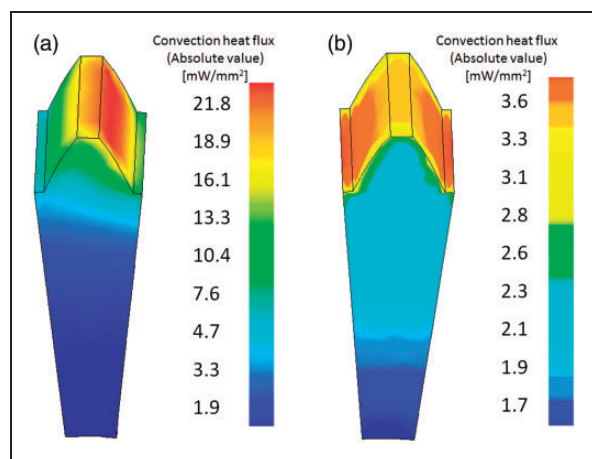 (a)
Convection heat flux
(Absolute value)
[mW/mm²]
21.8
18.9
16.1
13.3
10.4
7.6
4.7
3.3
1.9
(b)
Convection heat flux
(Absolute value)
[mW/mm²]
3.6
3.3
3.1
2.8
2.6
2.3
2.1
1.9
1.7